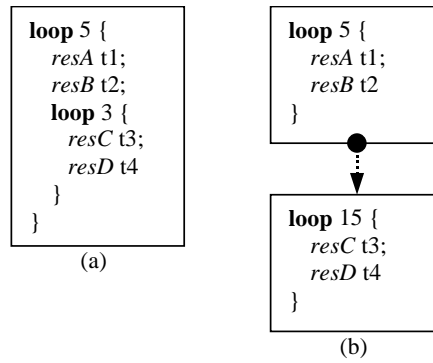 loop 5 {
resA t1;
resB t2;
loop 3 {
resC t3;
resD t4
}
}
(a)
loop 5 {
resA t1;
resB t2
}
loop 15 {
resC t3;
resD t4
}
(b)